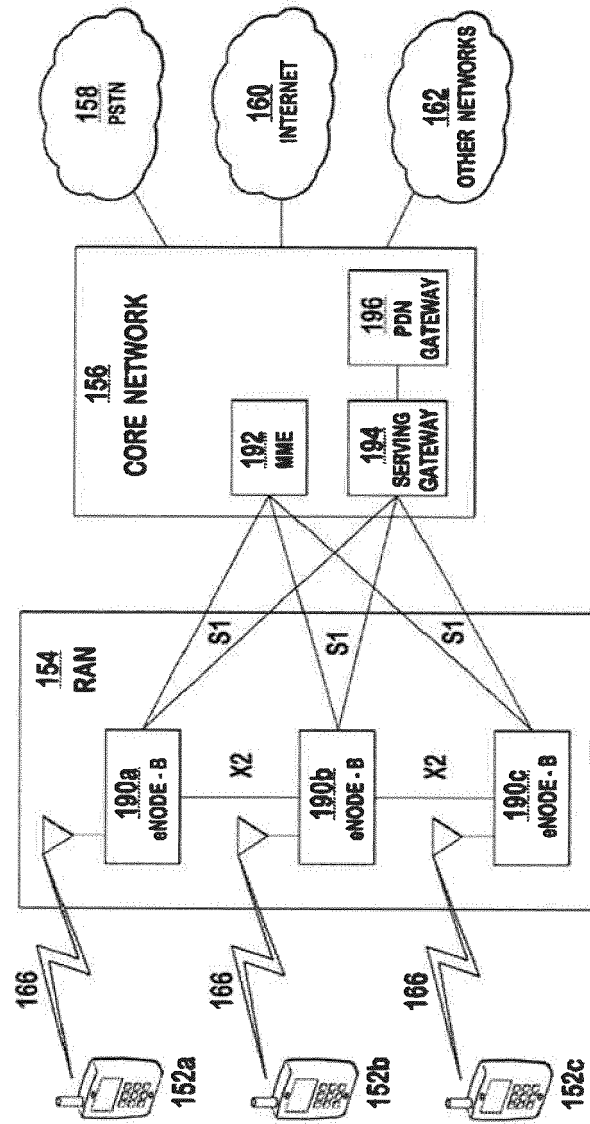 166
152a
166
152b
166
152c
154
RAN
190a
eNODE - B
X2
190b
eNODE - B
X2
190c
eNODE - B
S1
S1
S1
156
CORE NETWORK
192
MME
194
SERVING
GATEWAY
196
PDN
GATEWAY
158
PSTN
160
INTERNET
162
OTHER NETWORKS